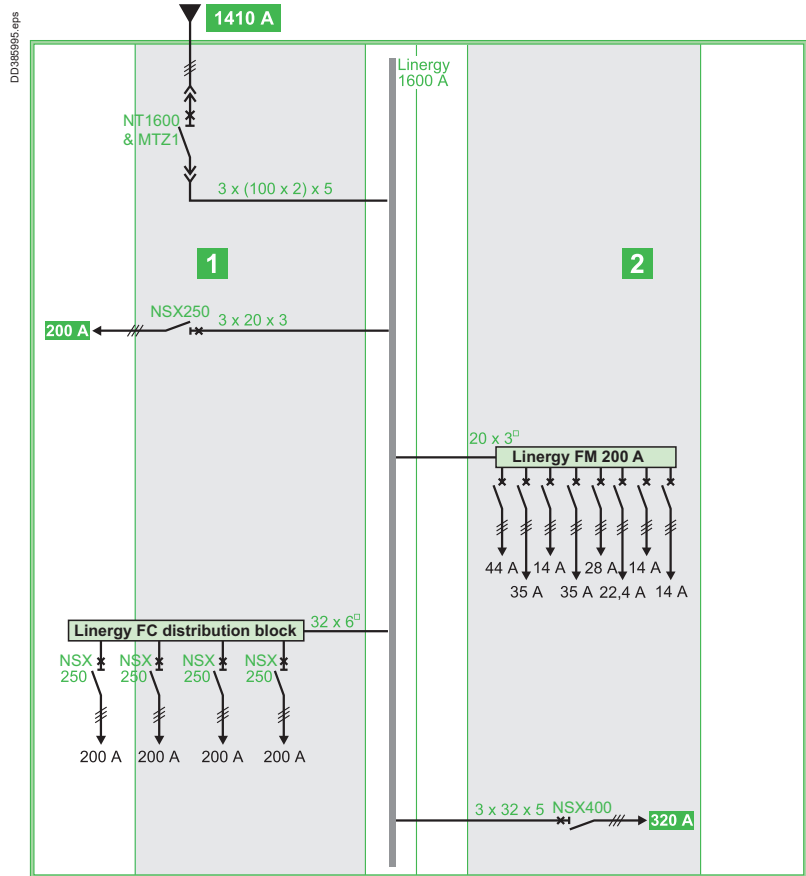 DD385995.eps
1410 A
Linergy
1600 A
NT1600
& MTZ1
3 x (100 x 2) x 5
1
2
NSX250
3 x 20 x 3
200 A
20 x 3□
Linergy FM 200 A
44 A 14 A 28 A 14 A
35 A 35 A 22,4 A 14 A
32 x 6□
Linergy FC distribution block
NSX NSX NSX NSX
250 250 250 250
200 A 200 A 200 A 200 A
3 x 32 x 5 NSX400
320 A